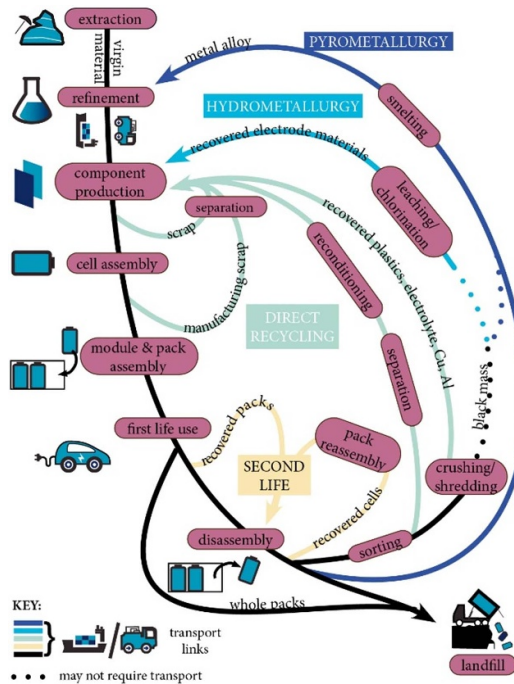 extraction
virgin
material
PYROMETALLURGY
metal alloy
refinement
smelting
HYDROMETALLURGY
recovered electrode materials
component
production
leaching/
chlorination
separation
scrap
recovered plastics, electrolyte, Cu, Al
reconditioning
cell assembly
manufacturing scrap
DIRECT
RECYCLING
module & pack
assembly
separation
black mass
first life use
recovered packs
pack
reassembly
SECOND
LIFE
crushing/
shredding
recovered cells
disassembly
sorting
whole packs
KEY:
transport
links
landfill
may not require transport